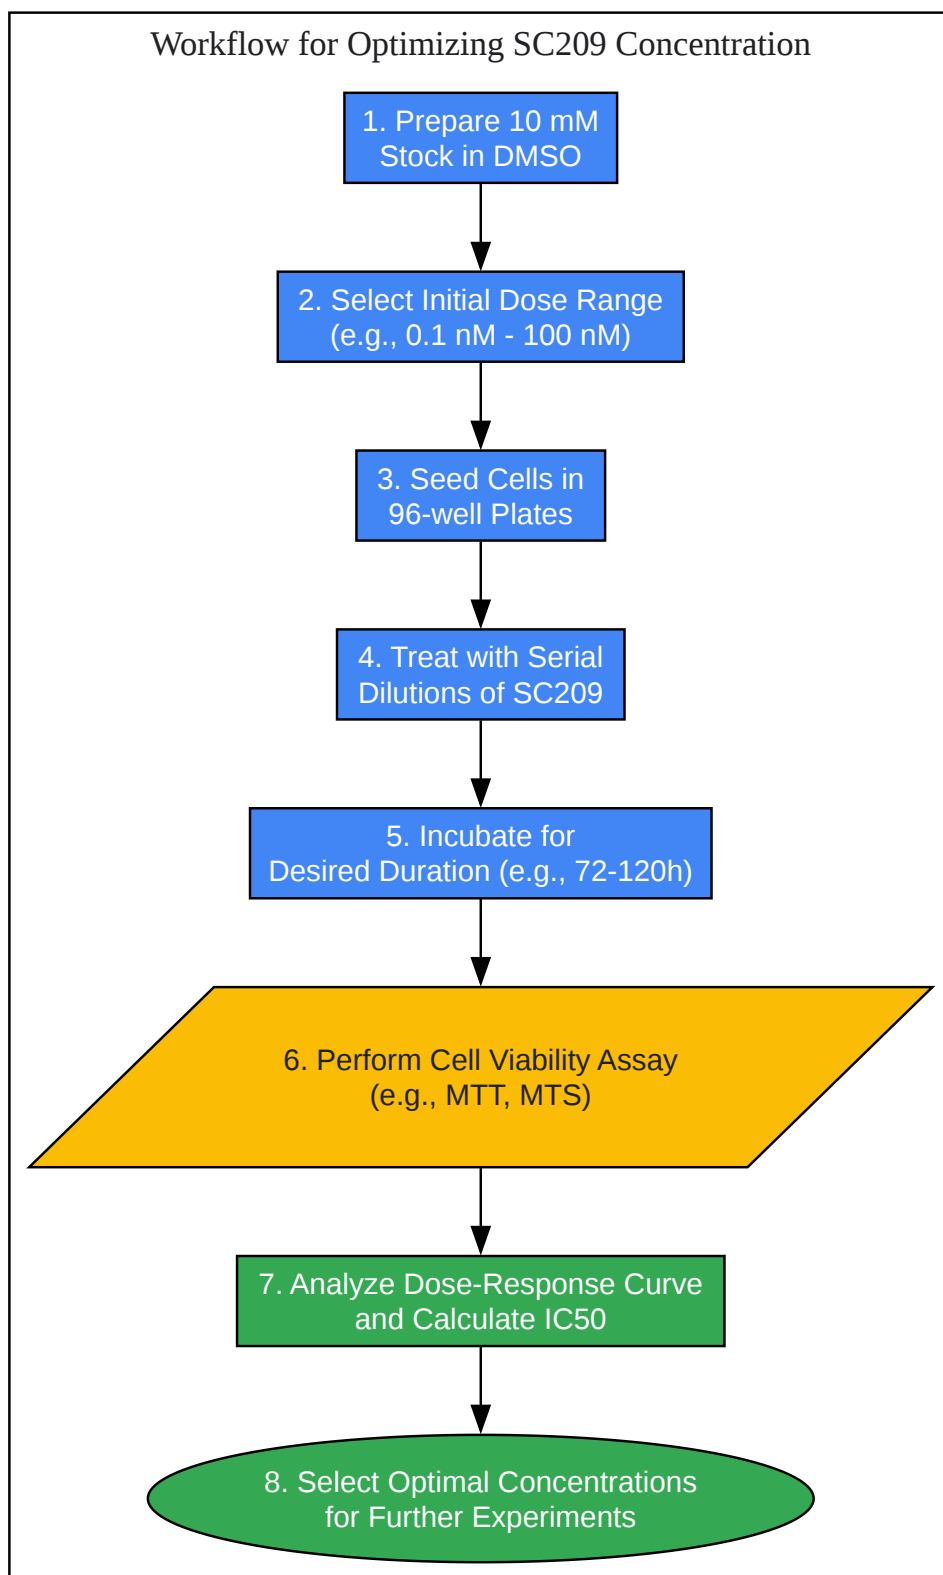 Workflow for Optimizing SC209 Concentration
1. Prepare 10 mM
Stock in DMSO
2. Select Initial Dose Range
(e.g., 0.1 nM - 100 nM)
3. Seed Cells in
96-well Plates
4. Treat with Serial
Dilutions of SC209
5. Incubate for
Desired Duration (e.g., 72-120h)
6. Perform Cell Viability Assay
(e.g., MTT, MTS)
7. Analyze Dose-Response Curve
and Calculate IC50
8. Select Optimal Concentrations
for Further Experiments